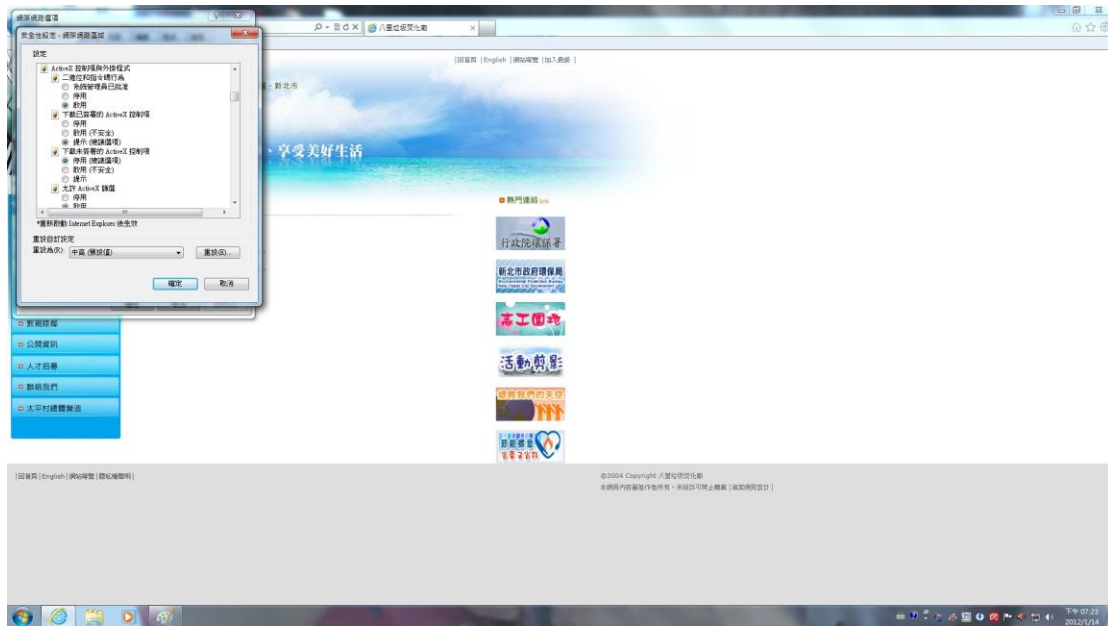 網際網路選項
安全性設定 - 網際網路區域
八里垃圾焚化廠
設定
ActiveX 控制項與外掛程式
二進位和指令碼行為
系統管理員已批准
停用
啟用
下載已簽署的 ActiveX 控制項
停用
啟用 (不安全)
提示 (建議選項)
下載未簽署的 ActiveX 控制項
停用 (建議選項)
啟用 (不安全)
提示
允許 ActiveX 篩選
停用
啟用
*重新啟動 Internet Explorer 後生效
重設自訂設定
重設為(R):
中高 (預設值)
重設(E)...
確定
取消
|回首頁 |English |網站導覽 |加入最愛 |
新北市
、享受美好生活
熱門連結
行政院環保署
新北市政府環保局
志工園地
活動剪影
敦親睦鄰
公開資訊
人才招募
聯絡我們
太平村總體營造
|回首頁|English|網站導覽|隱私權聲明|
©2004 Copyright 八里垃圾焚化廠
下午 07:23
2012/1/14